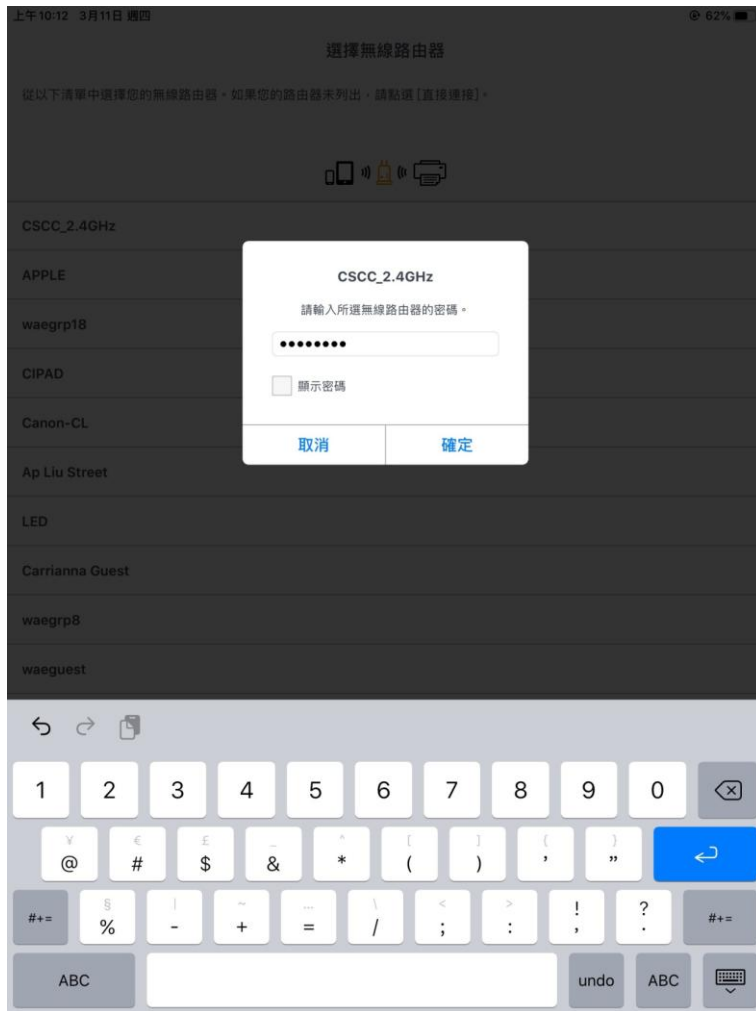 上午10:12 3月11日 週四
62%
選擇無線路由器
從以下清單中選擇您的無線路由器。如果您的路由器未列出，請點選[直接連接]。
CSCC_2.4GHz
APPLE
waegrp18
CIPAD
Canon-CL
Ap Liu Street
LED
Carrianna Guest
waegrp8
waeguest
CSCC_2.4GHz
請輸入所選無線路由器的密碼。
••••••••
顯示密碼
取消 確定
1 2 3 4 5 6 7 8 9 0
¥ € £ _ ^ [ ] { }
@ # $ & * ( ) ’ ”
§ | ~ … \ < > ! ?
#+= % - + = / ; : , . #+=
ABC undo ABC